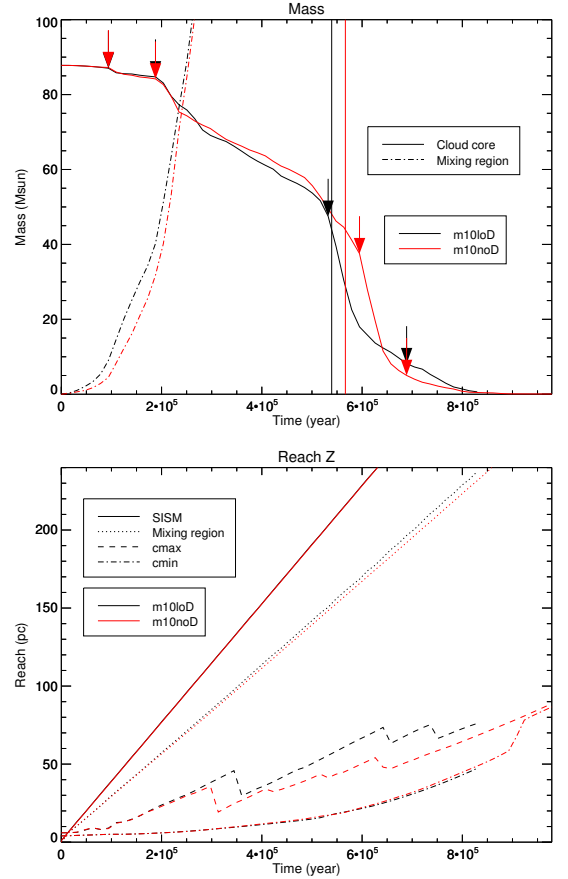 Mass
100
80
60
40
20
0
Mass (Msun)
Cloud core
Mixing region
m10loD
m10noD
0
2•10⁵
4•10⁵
6•10⁵
8•10⁵
Time (year)
Reach Z
200
150
100
50
0
Reach (pc)
SISM
Mixing region
cmax
cmin
m10loD
m10noD
0
2•10⁵
4•10⁵
6•10⁵
8•10⁵
Time (year)